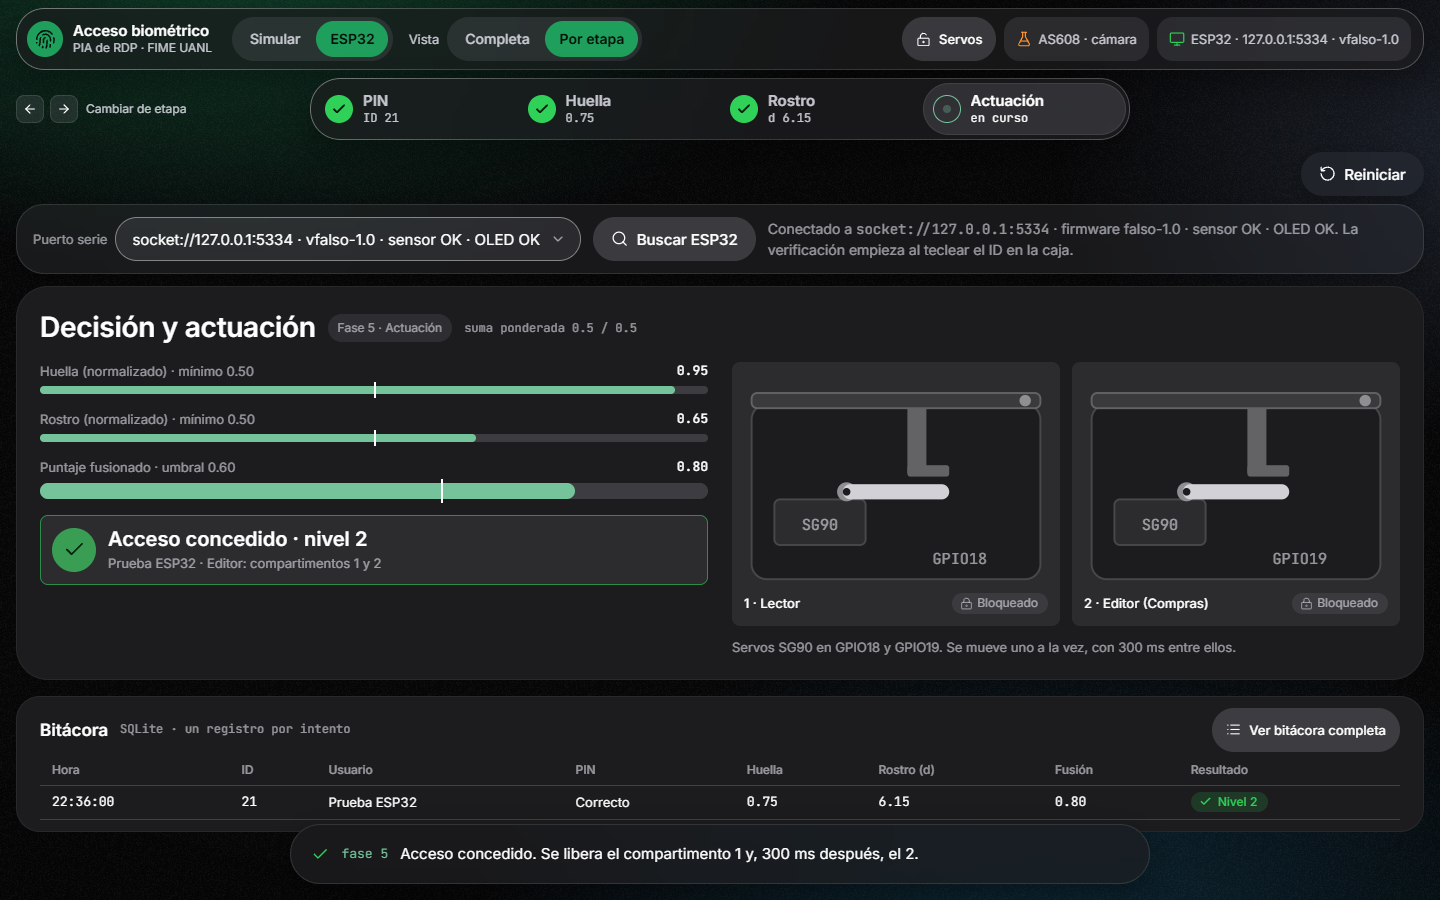 Acceso biométrico
PIA de RDP · FIME UANL
Simular
ESP32
Vista
Completa
Por etapa
Servos
AS608 · cámara
ESP32 · 127.0.0.1:5334 · vfalso-1.0
Cambiar de etapa
PIN
ID 21
Huella
0.75
Rostro
d 6.15
Actuación
en curso
Reiniciar
Puerto serie
socket://127.0.0.1:5334 · vfalso-1.0 · sensor OK · OLED OK
Buscar ESP32
Conectado a socket://127.0.0.1:5334 · firmware falso-1.0 · sensor OK · OLED OK. La
verificación empieza al teclear el ID en la caja.
Decisión y actuación
Fase 5 · Actuación
suma ponderada 0.5 / 0.5
Huella (normalizado) · mínimo 0.50 0.95
Rostro (normalizado) · mínimo 0.50 0.65
Puntaje fusionado · umbral 0.60 0.80
Acceso concedido · nivel 2
Prueba ESP32 · Editor: compartimentos 1 y 2
SG90
GPIO18
1 · Lector
Bloqueado
SG90
GPIO19
2 · Editor (Compras)
Bloqueado
Servos SG90 en GPIO18 y GPIO19. Se mueve uno a la vez, con 300 ms entre ellos.
Bitácora
SQLite · un registro por intento
Ver bitácora completa
Hora ID Usuario PIN Huella Rostro (d) Fusión Resultado
22:36:00 21 Prueba ESP32 Correcto 0.75 6.15 0.80 Nivel 2
fase 5 Acceso concedido. Se libera el compartimento 1 y, 300 ms después, el 2.